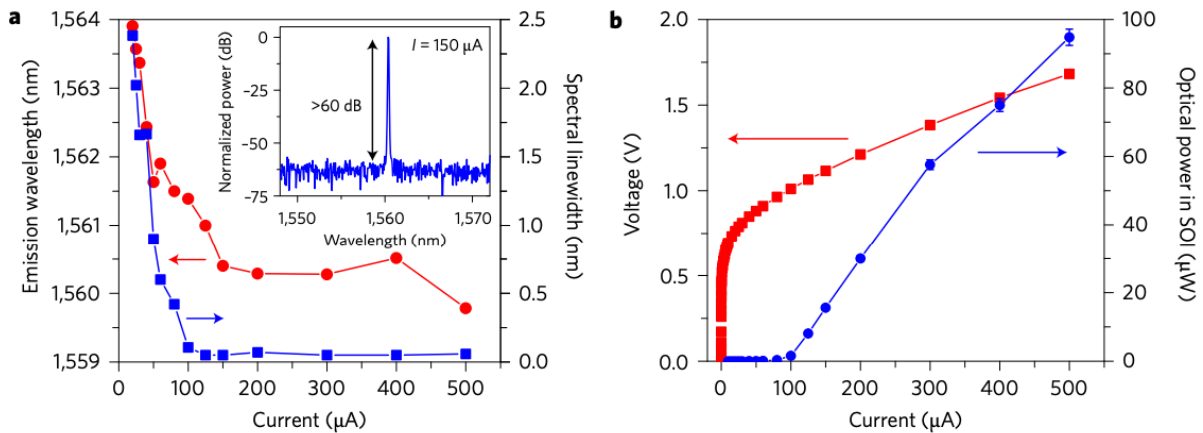 a
Emission wavelength (nm)
1,564
1,563
1,562
1,561
1,560
1,559
0 100 200 300 400 500
Current (μA)
2.5
2.0
1.5
1.0
0.5
0.0
Spectral linewidth (nm)
Normalized power (dB)
0
−25
−50
−75
I = 150 μA
>60 dB
1,550 1,560 1,570
Wavelength (nm)
b
Voltage (V)
2.0
1.5
1.0
0.5
0.0
0 100 200 300 400 500
Current (μA)
100
80
60
40
20
0
Optical power in SOI
(μW)